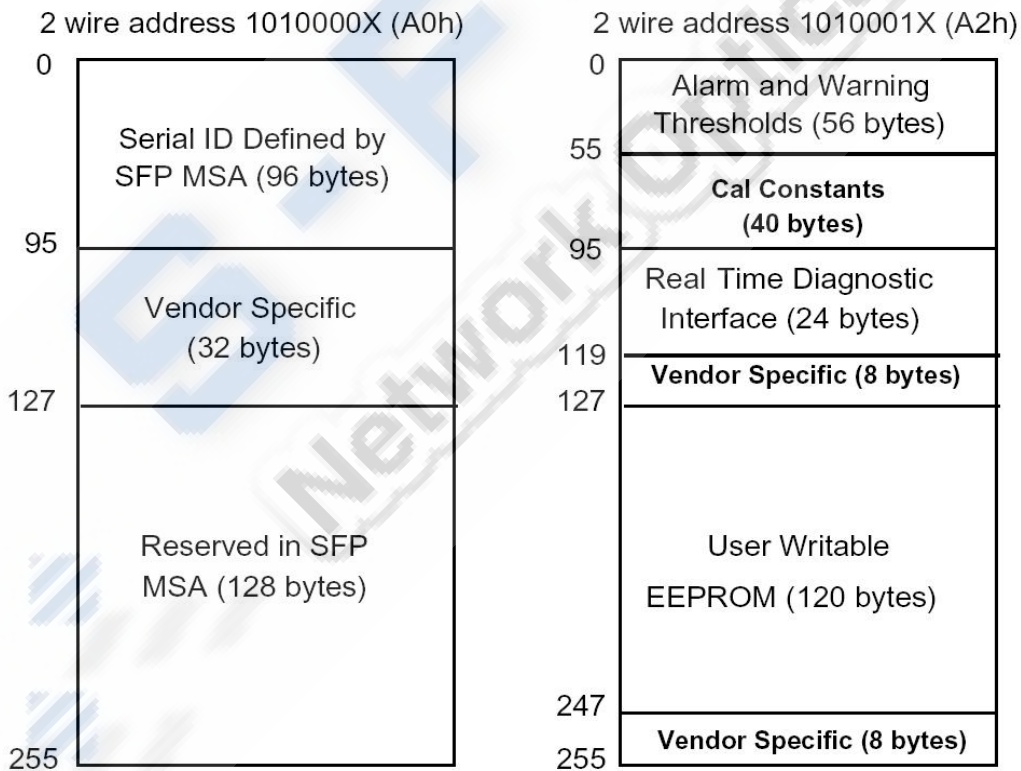 2 wire address 1010000X (A0h)
0
Serial ID Defined by
SFP MSA (96 bytes)
95
Vendor Specific
(32 bytes)
127
Reserved in SFP
MSA (128 bytes)
255
2 wire address 1010001X (A2h)
0
Alarm and Warning
Thresholds (56 bytes)
55
Cal Constants
(40 bytes)
95
Real Time Diagnostic
Interface (24 bytes)
119
Vendor Specific (8 bytes)
127
User Writable
EEPROM (120 bytes)
247
Vendor Specific (8 bytes)
255
Network